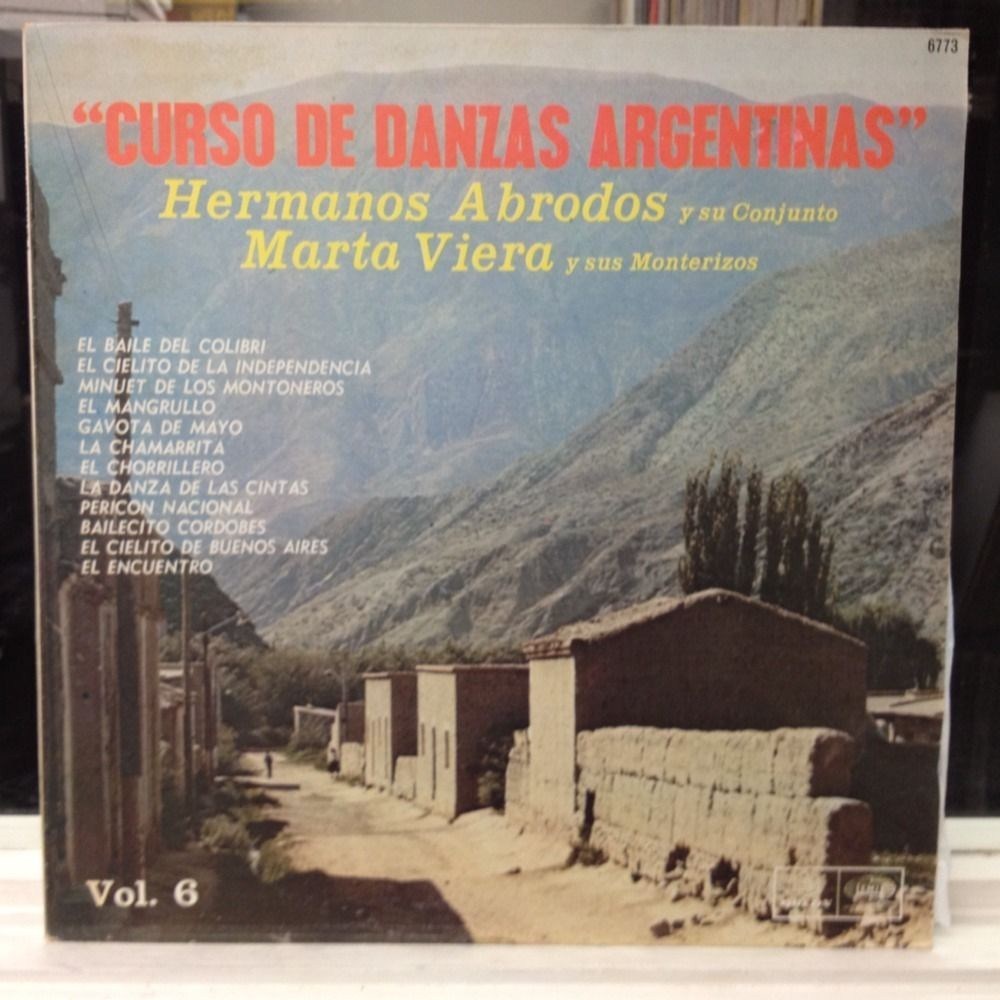 6773
“CURSO DE DANZAS ARGENTINAS”
Hermanos Abrodos y su Conjunto
Marta Viera y sus Monterizos
EL BAILE DEL COLIBRI
EL CIELITO DE LA INDEPENDENCIA
MINUET DE LOS MONTONEROS
EL MANGRULLO
GAVOTA DE MAYO
LA CHAMARRITA
EL CHORRILLERO
LA DANZA DE LAS CINTAS
PERICON NACIONAL
BAILECITO CORDOBES
EL CIELITO DE BUENOS AIRES
EL ENCUENTRO
Vol. 6